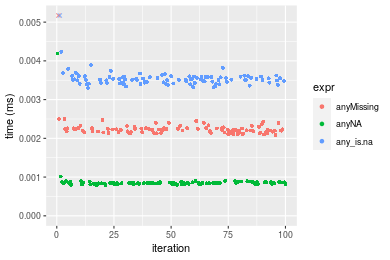 0.005
0.004
0.003
0.002
0.001
0.000
time (ms)
0
25
50
75
100
iteration
expr
anyMissing
anyNA
any_is.na